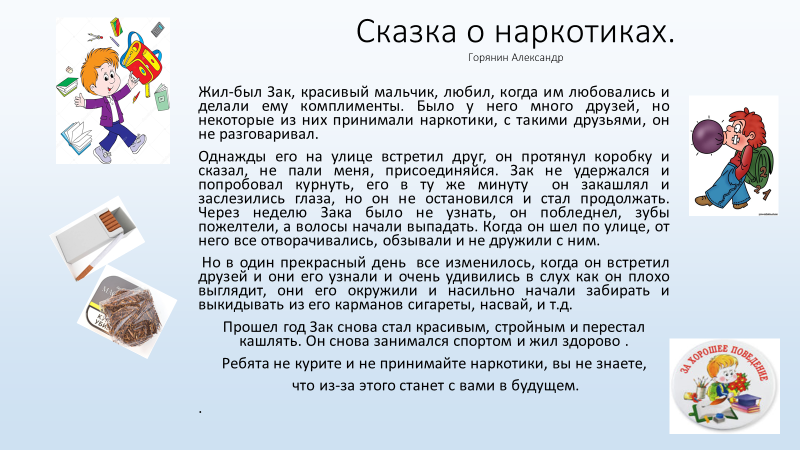 Сказка о наркотиках.
Горянин Александр
Жил-был Зак, красивый мальчик, любил, когда им любовались и
делали ему комплименты. Было у него много друзей, но
некоторые из них принимали наркотики, с такими друзьями, он
не разговаривал.
Однажды его на улице встретил друг, он протянул коробку и
сказал, не пали меня, присоединяйся. Зак не удержался и
попробовал курнуть, его в ту же минуту он закашлял и
заслезились глаза, но он не остановился и стал продолжать.
Через неделю Зака было не узнать, он побледнел, зубы
пожелтели, а волосы начали выпадать. Когда он шел по улице, от
него все отворачивались, обзывали и не дружили с ним.
Но в один прекрасный день все изменилось, когда он встретил
друзей и они его узнали и очень удивились в слух как он плохо
выглядит, они его окружили и насильно начали забирать и
выкидывать из его карманов сигареты, насвай, и т.д.
Прошел год Зак снова стал красивым, стройным и перестал
кашлять. Он снова занимался спортом и жил здорово .
Ребята не курите и не принимайте наркотики, вы не знаете,
что из-за этого станет с вами в будущем.
.
ЗА ХОРОШЕЕ ПОВЕДЕНИЕ